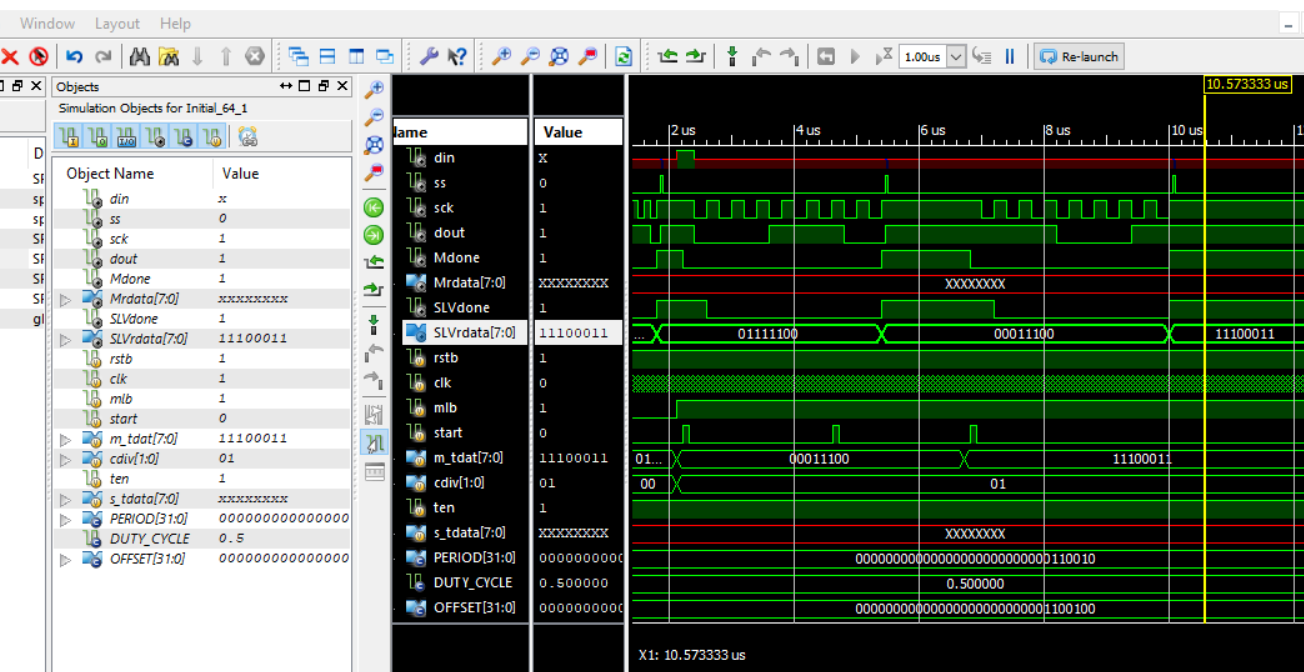 Window Layout Help
1.00us
Re-launch
Objects
Simulation Objects for Initial_64_1
Object Name Value
din x
ss 0
sck 1
dout 1
Mdone 1
Mrdata[7:0] xxxxxxxx
SLVdone 1
SLVrdata[7:0] 11100011
rstb 1
clk 1
mlb 1
start 0
m_tdat[7:0] 11100011
cdiv[1:0] 01
ten 1
s_tdata[7:0] xxxxxxxx
PERIOD[31:0] 000000000000000
DUTY_CYCLE 0.5
OFFSET[31:0] 000000000000000
D
SF
sp
sp
SF
SF
SF
SF
gl
10.573333 us
Name Value
2 us 4 us 6 us 8 us 10 us 1
din X
ss 0
sck 1
dout 1
Mdone 1
Mrdata[7:0] XXXXXXXX XXXXXXXX
SLVdone 1
SLVrdata[7:0] 11100011 ... 01111100 00011100 11100011
rstb 1
clk 0
mlb 1
start 0
m_tdat[7:0] 11100011 01... 00011100 11100011
cdiv[1:0] 01 00 01
ten 1
s_tdata[7:0] XXXXXXXX XXXXXXXX
PERIOD[31:0] 0000000000 00000000000000000000000000110010
DUTY_CYCLE 0.500000 0.500000
OFFSET[31:0] 0000000000 00000000000000000000000001100100
X1: 10.573333 us